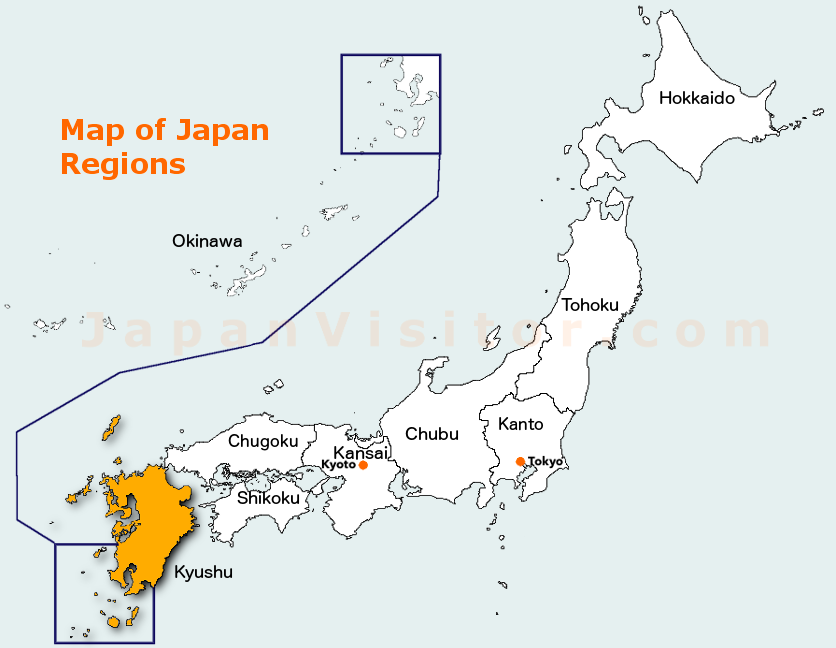 Map of Japan
Regions
Hokkaido
Okinawa
Tohoku
JapanVisitor.com
Kanto
Chubu
Chugoku
Kansai
Kyoto
Tokyo
Shikoku
Kyushu